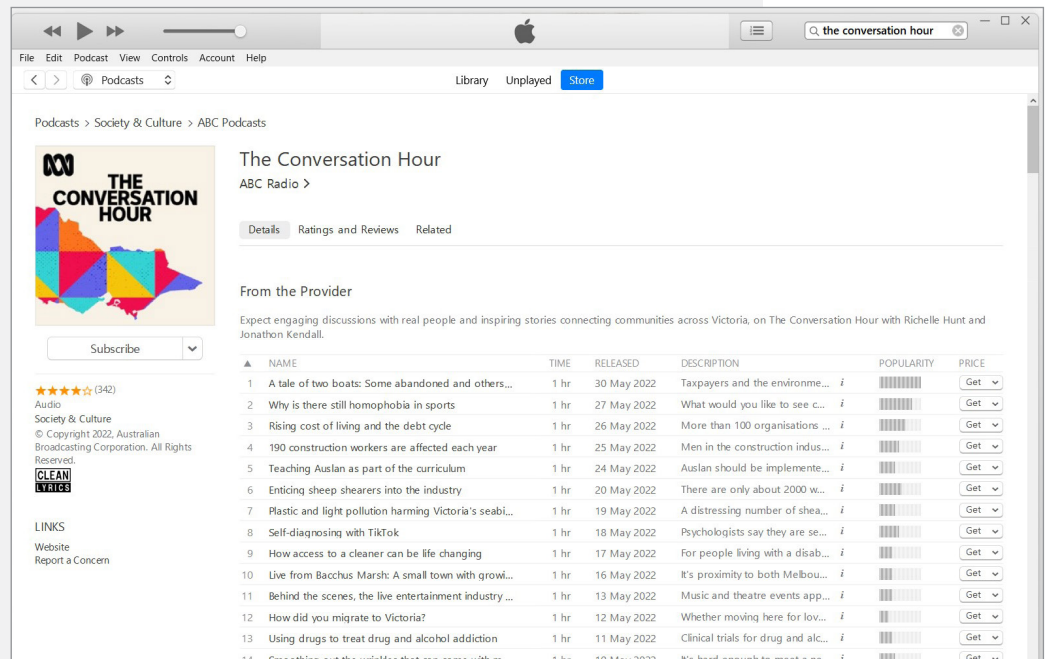 the conversation hour
File Edit Podcast View Controls Account Help
Podcasts
Library Unplayed Store
Podcasts > Society & Culture > ABC Podcasts
THE
CONVERSATION
HOUR
The Conversation Hour
ABC Radio >
Details Ratings and Reviews Related
From the Provider
Expect engaging discussions with real people and inspiring stories connecting communities across Victoria, on The Conversation Hour with Richelle Hunt and
Jonathon Kendall.
Subscribe
(342)
Audio
Society & Culture
© Copyright 2022, Australian
Broadcasting Corporation. All Rights
Reserved.
CLEAN
LYRICS
LINKS
Website
Report a Concern
NAME TIME RELEASED DESCRIPTION POPULARITY PRICE
1 A tale of two boats: Some abandoned and others... 1 hr 30 May 2022 Taxpayers and the environme... i Get
2 Why is there still homophobia in sports 1 hr 27 May 2022 What would you like to see c... i Get
3 Rising cost of living and the debt cycle 1 hr 26 May 2022 More than 100 organisations ... i Get
4 190 construction workers are affected each year 1 hr 25 May 2022 Men in the construction indus... i Get
5 Teaching Auslan as part of the curriculum 1 hr 24 May 2022 Auslan should be implemente... i Get
6 Enticing sheep shearers into the industry 1 hr 20 May 2022 There are only about 2000 w... i Get
7 Plastic and light pollution harming Victoria's seabi... 1 hr 19 May 2022 A distressing number of shea... i Get
8 Self-diagnosing with TikTok 1 hr 18 May 2022 Psychologists say they are se... i Get
9 How access to a cleaner can be life changing 1 hr 17 May 2022 For people living with a disab... i Get
10 Live from Bacchus Marsh: A small town with growi... 1 hr 16 May 2022 It's proximity to both Melbou... i Get
11 Behind the scenes, the live entertainment industry ... 1 hr 13 May 2022 Music and theatre events app... i Get
12 How did you migrate to Victoria? 1 hr 12 May 2022 Whether moving here for lov... i Get
13 Using drugs to treat drug and alcohol addiction 1 hr 11 May 2022 Clinical trials for drug and alc... i Get